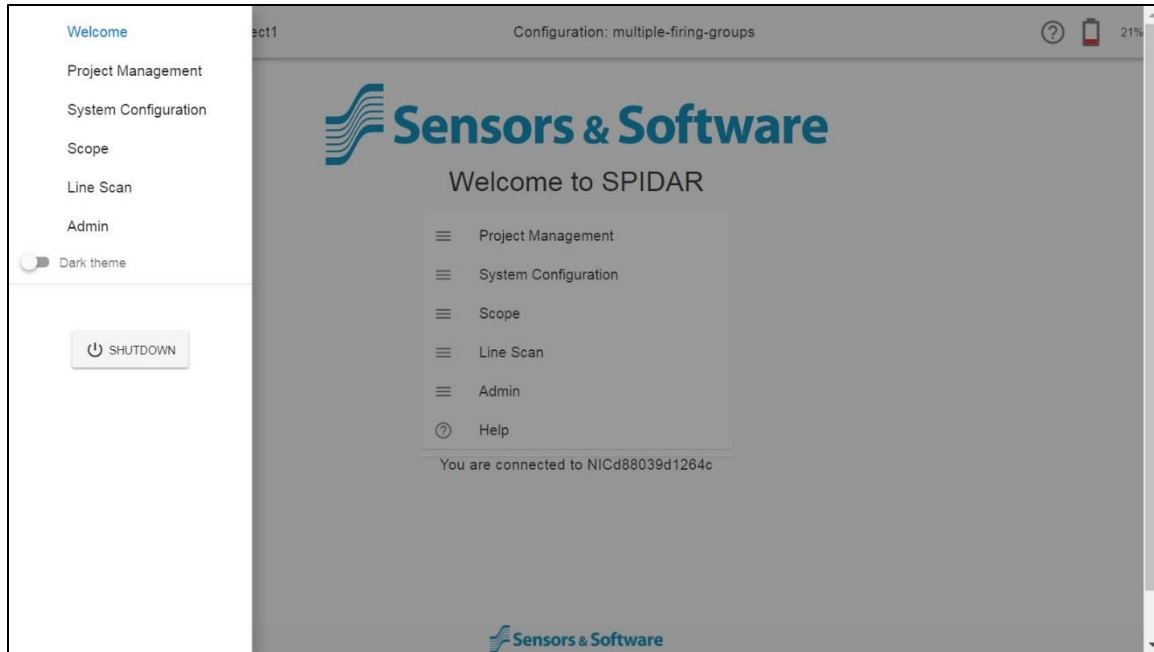 Welcome
Project Management
System Configuration
Scope
Line Scan
Admin
Dark theme
SHUTDOWN
ect1
Configuration: multiple-firing-groups
21%
Sensors & Software
Welcome to SPIDAR
Project Management
System Configuration
Scope
Line Scan
Admin
Help
You are connected to NICd88039d1264c
Sensors & Software